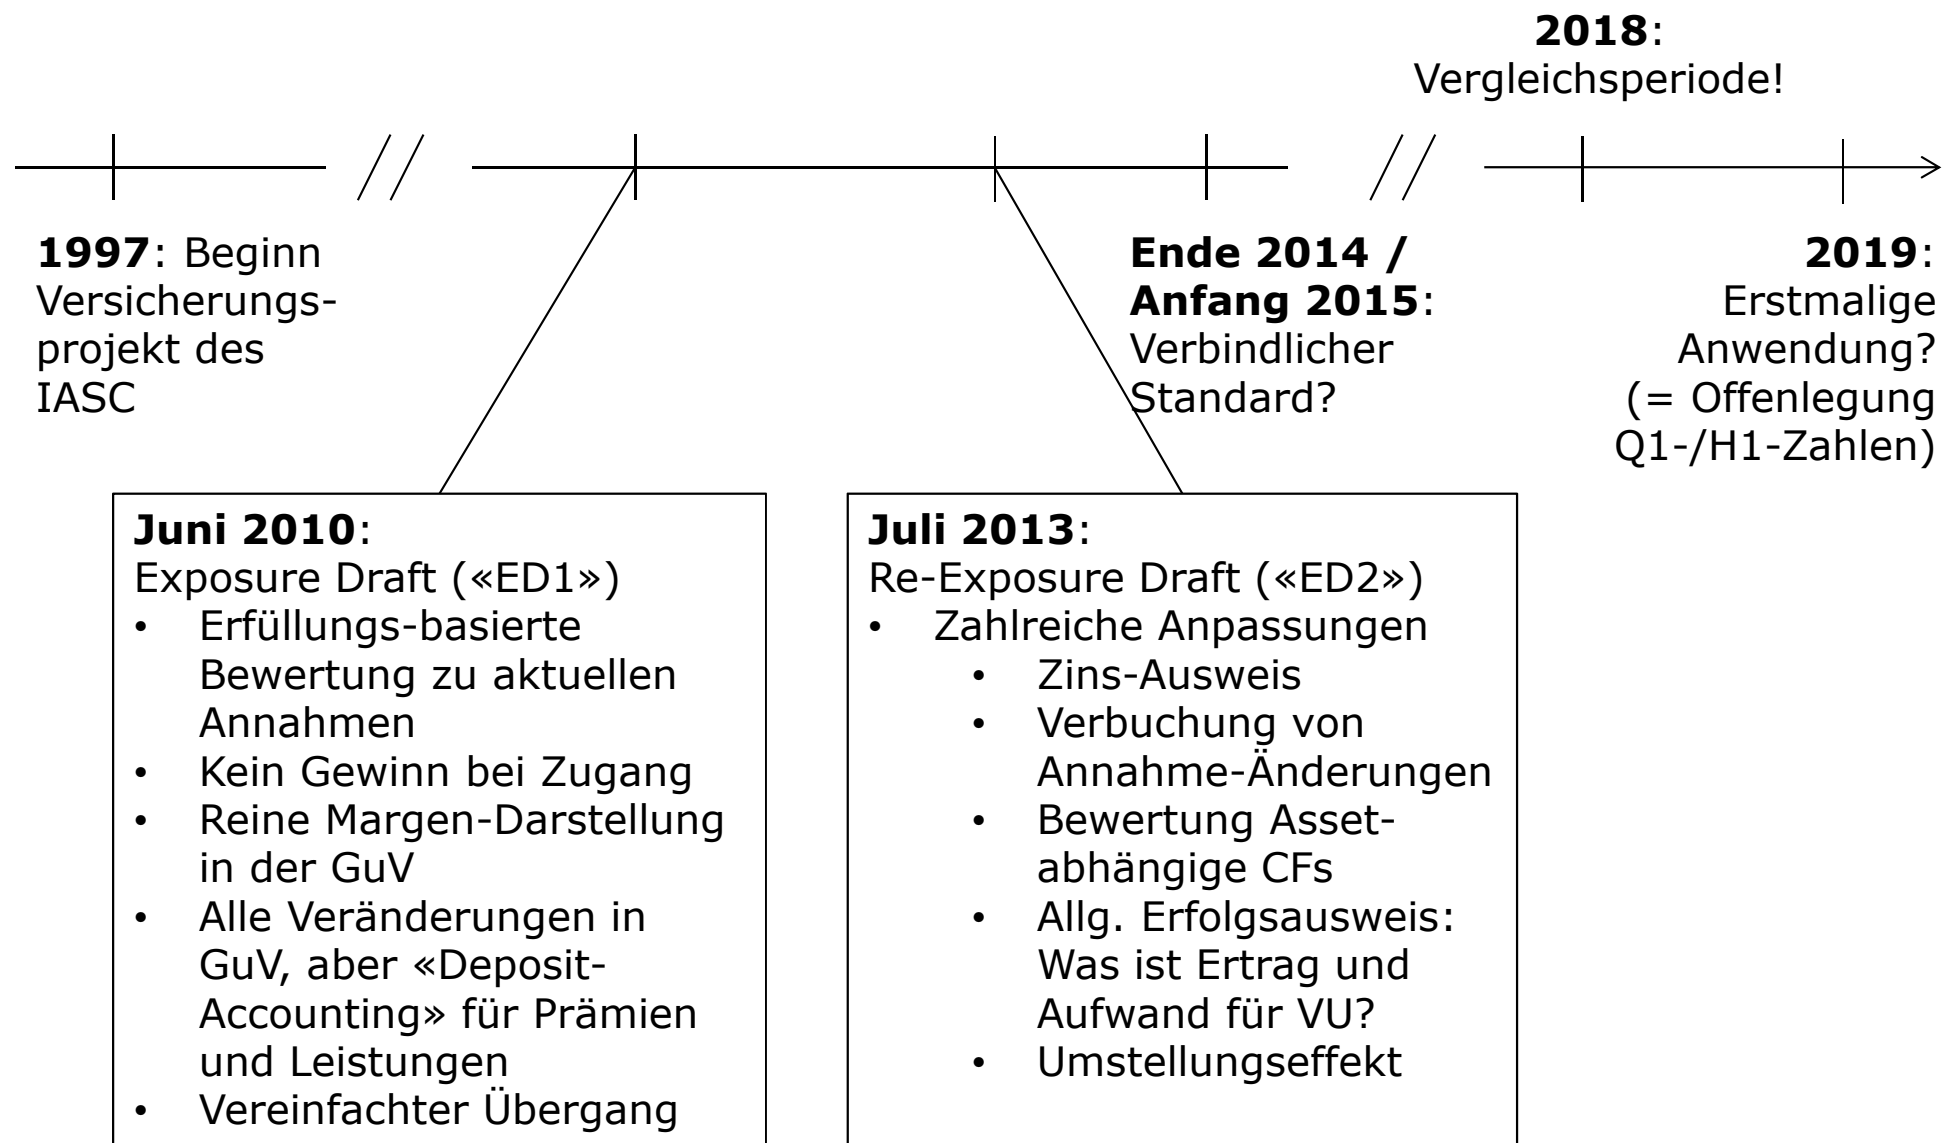 2018:
Vergleichsperiode!
1997: Beginn
Versicherungs-
projekt des
IASC
Ende 2014 /
Anfang 2015:
Verbindlicher
Standard?
2019:
Erstmalige
Anwendung?
(= Offenlegung
Q1-/H1-Zahlen)
Juni 2010:
Exposure Draft («ED1»)
• Erfüllungs-basierte
Bewertung zu aktuellen
Annahmen
• Kein Gewinn bei Zugang
• Reine Margen-Darstellung
in der GuV
• Alle Veränderungen in
GuV, aber «Deposit-
Accounting» für Prämien
und Leistungen
• Vereinfachter Übergang
Juli 2013:
Re-Exposure Draft («ED2»)
• Zahlreiche Anpassungen
• Zins-Ausweis
• Verbuchung von
Annahme-Änderungen
• Bewertung Asset-
abhängige CFs
• Allg. Erfolgsausweis:
Was ist Ertrag und
Aufwand für VU?
• Umstellungseffekt